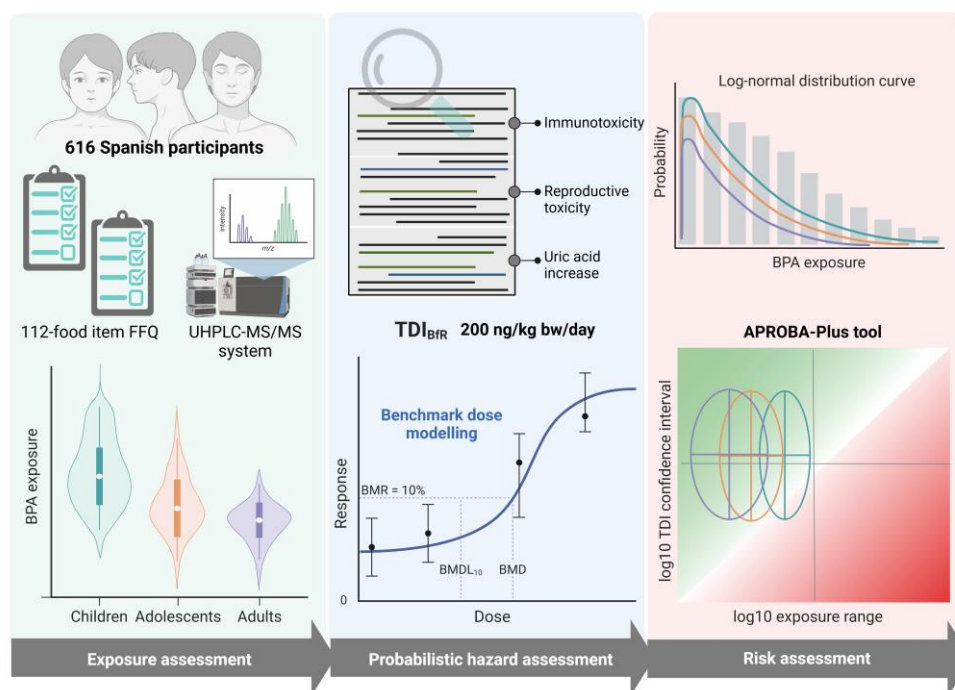 616 Spanish participants
Intensity
m/z
112-food item FFQ
UHPLC-MS/MS
system
BPA exposure
Children
Adolescents
Adults
Exposure assessment
Immunotoxicity
Reproductive
toxicity
Uric acid
increase
TDIBfR 200 ng/kg bw/day
Benchmark dose
modelling
Response
BMR = 10%
BMDL10
BMD
0
Dose
Probabilistic hazard assessment
Log-normal distribution curve
Probability
BPA exposure
APROBA-Plus tool
log10 TDI confidence interval
log10 exposure range
Risk assessment